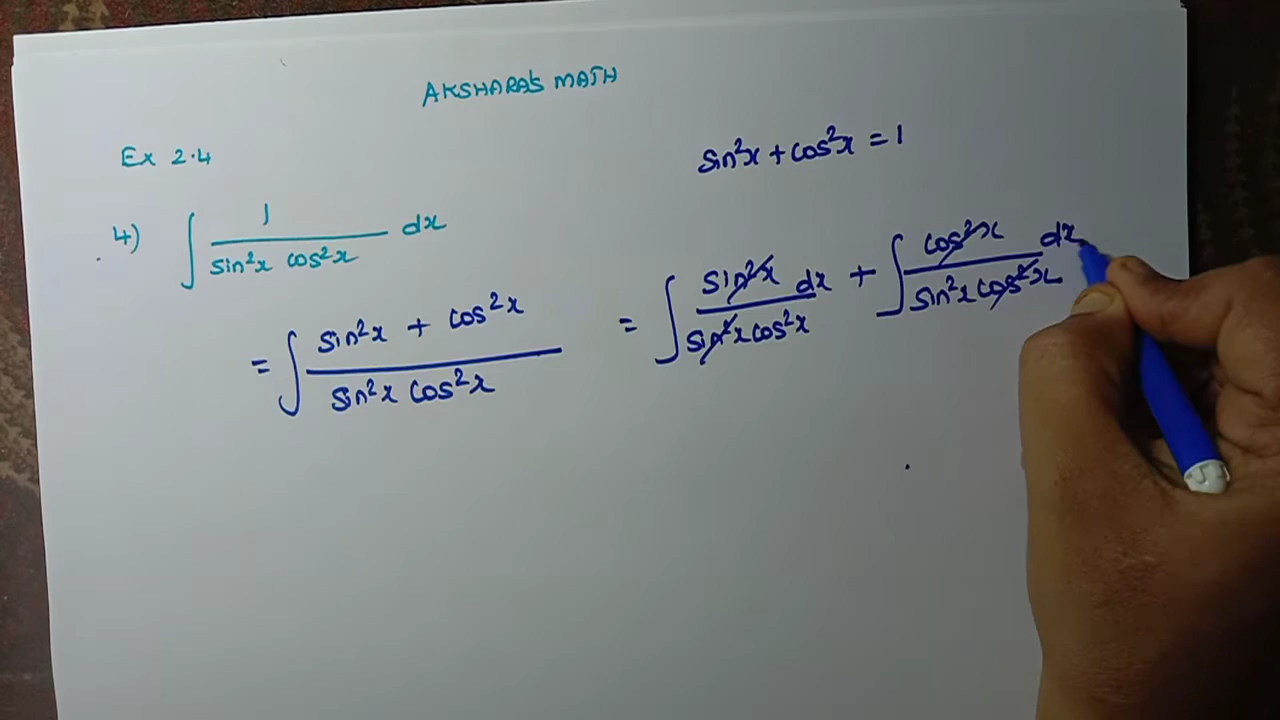 AKSHARA'S MATH
Ex 2.4
sin²x + cos²x = 1
4) ∫ 1 / (sin²x cos²x) dx
= ∫ (sin²x + cos²x) / (sin²x cos²x)
= ∫ sin²x / (sin²x cos²x) dx + ∫ cos²x / (sin²x cos²x) dx